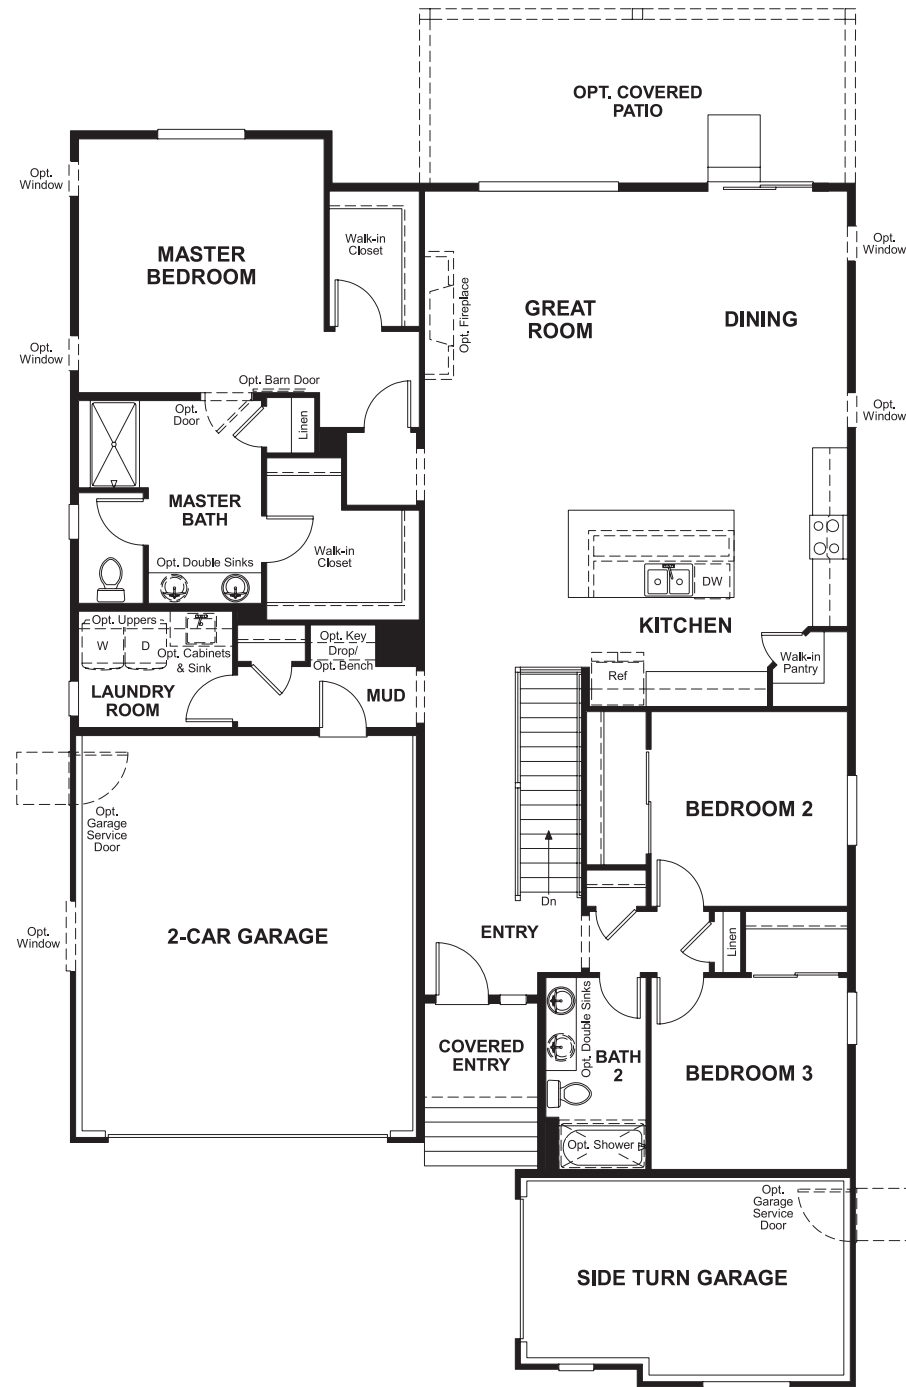 OPT. COVERED
PATIO
Opt.
Window
MASTER
BEDROOM
Walk-in
Closet
Opt.
Window
Opt. Fireplace
GREAT
ROOM
DINING
Opt.
Window
Opt. Barn Door
Opt.
Door
Linen
Opt.
Window
MASTER
BATH
Opt. Double Sinks
Walk-in
Closet
DW
KITCHEN
Walk-in
Pantry
Ref
Opt. Uppers
W
D
Opt. Cabinets
& Sink
Opt. Key
Drop/
Opt. Bench
LAUNDRY
ROOM
MUD
Opt.
Garage
Service
Door
BEDROOM 2
Dn
Opt.
Window
2-CAR GARAGE
ENTRY
Linen
COVERED
ENTRY
Opt. Double Sinks
BATH
2
BEDROOM 3
Opt. Shower
Opt.
Garage
Service
Door
SIDE TURN GARAGE